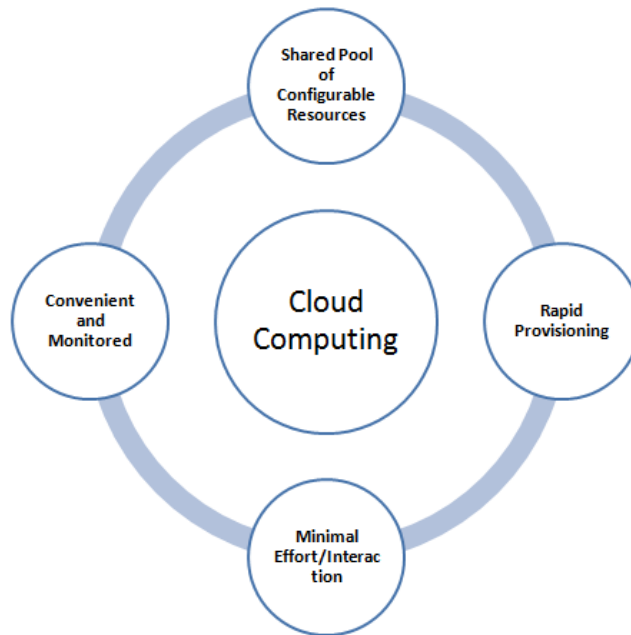 Shared Pool
of
Configurable
Resources
Convenient
and
Monitored
Cloud
Computing
Rapid
Provisioning
Minimal
Effort/Interac
tion